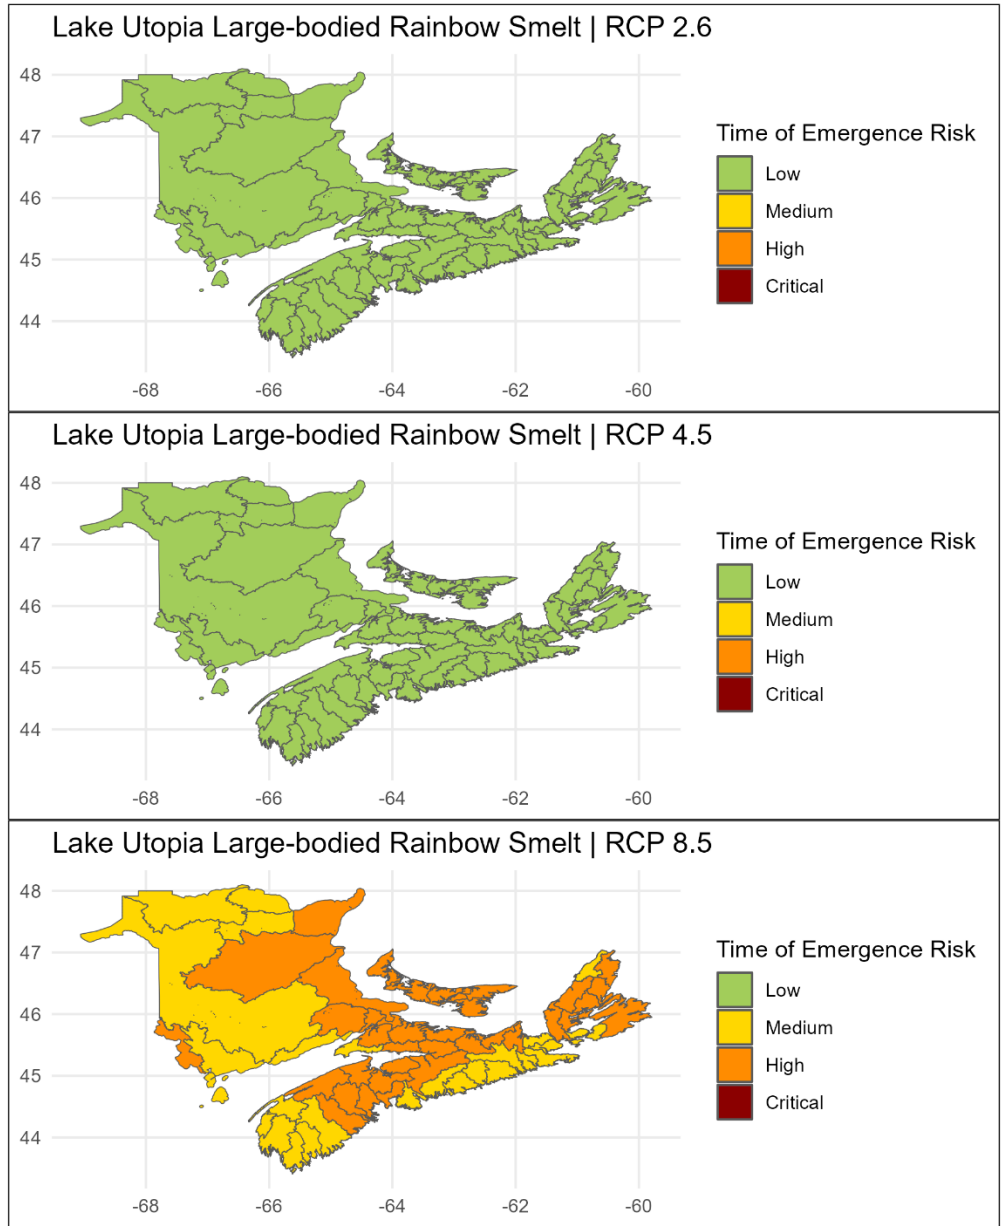 Lake Utopia Large-bodied Rainbow Smelt | RCP 2.6
48
47
46
45
44
-68 -66 -64 -62 -60
Time of Emergence Risk
Low
Medium
High
Critical
Lake Utopia Large-bodied Rainbow Smelt | RCP 4.5
48
47
46
45
44
-68 -66 -64 -62 -60
Time of Emergence Risk
Low
Medium
High
Critical
Lake Utopia Large-bodied Rainbow Smelt | RCP 8.5
48
47
46
45
44
-68 -66 -64 -62 -60
Time of Emergence Risk
Low
Medium
High
Critical